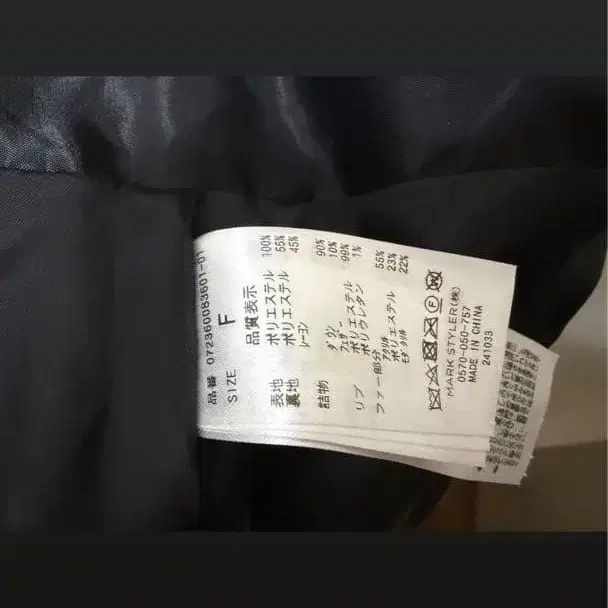 品番 072360083601-01
SIZE F
品質表示
表地 ポリエステル 100%
裏地 ポリエステル 55%
レーヨン 45%
詰物 ダウン 90%
フェザー 10%
リブ ポリエステル 99%
ポリウレタン 1%
ファー部分
アクリル 55%
ポリエステル 23%
モダクリル 22%
MARK STYLER(株)
0570-050-757
MADE IN CHINA
241033